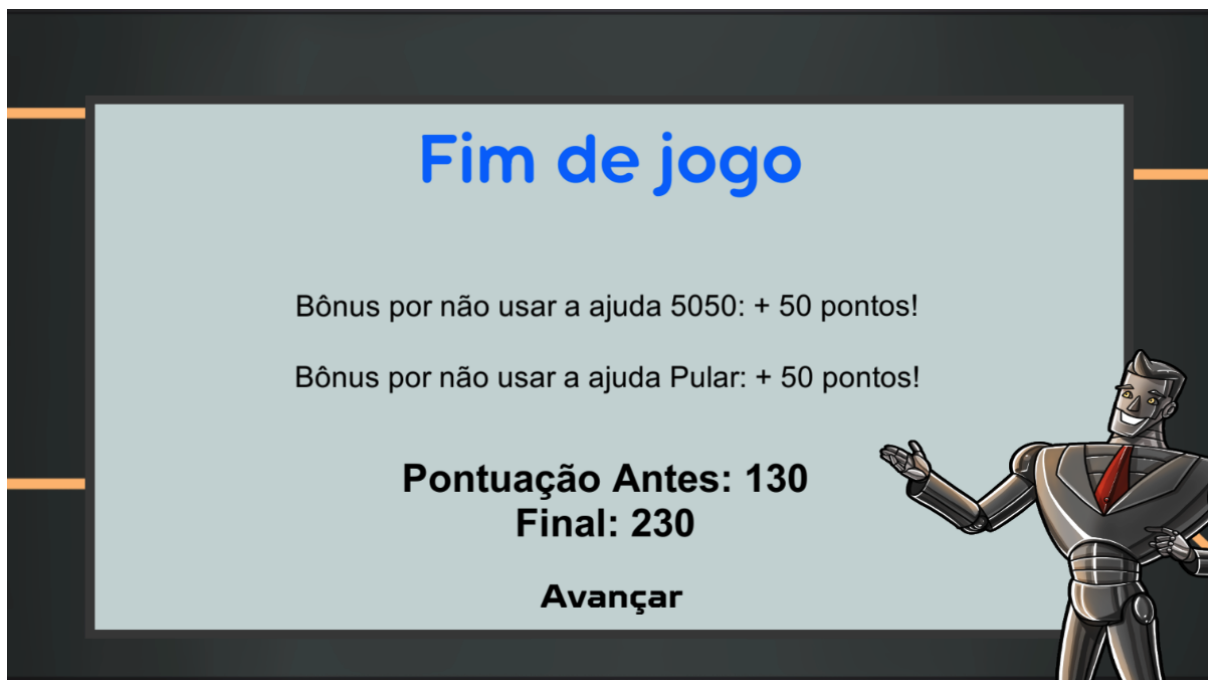 Fim de jogo
Bônus por não usar a ajuda 5050: + 50 pontos!
Bônus por não usar a ajuda Pular: + 50 pontos!
Pontuação Antes: 130
Final: 230
Avançar